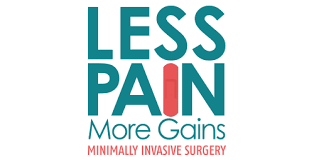 LESS
PAIN
More Gains
MINIMALLY INVASIVE SURGERY